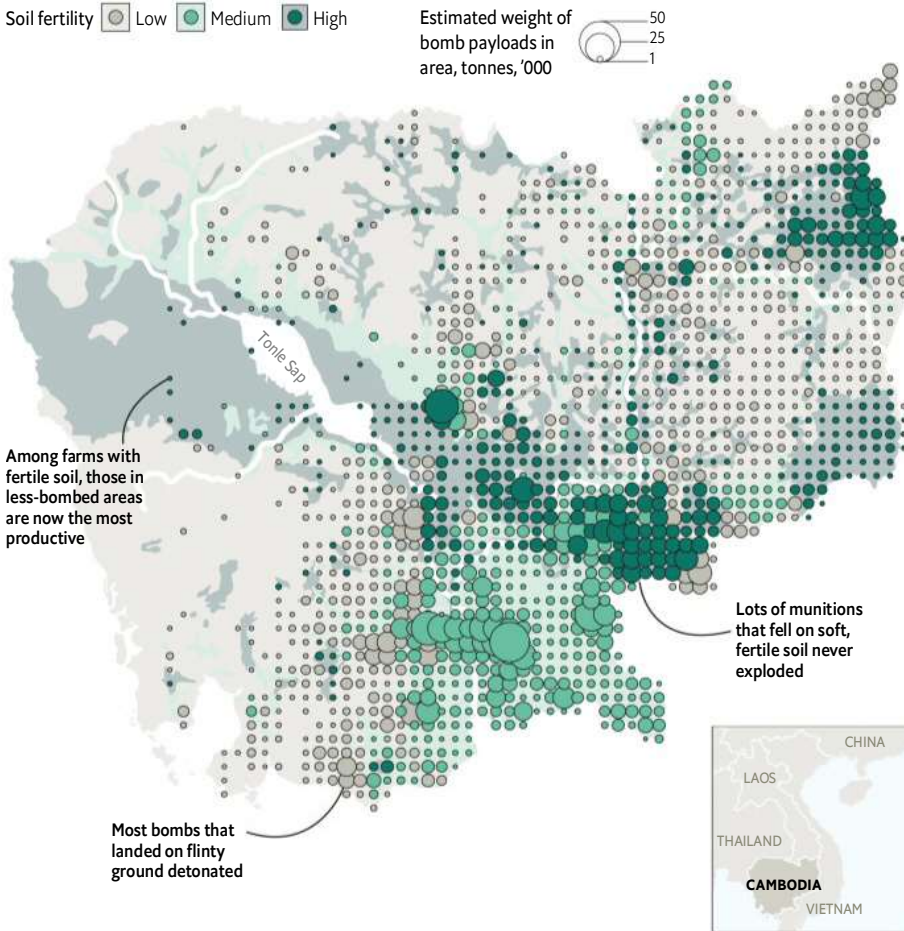 Soil fertility Low Medium High
Estimated weight of
bomb payloads in
area, tonnes, ’000
50
25
1
Tonle Sap
Among farms with
fertile soil, those in
less-bombed areas
are now the most
productive
Lots of munitions
that fell on soft,
fertile soil never
exploded
Most bombs that
landed on flinty
ground detonated
CHINA
LAOS
THAILAND
CAMBODIA
VIETNAM